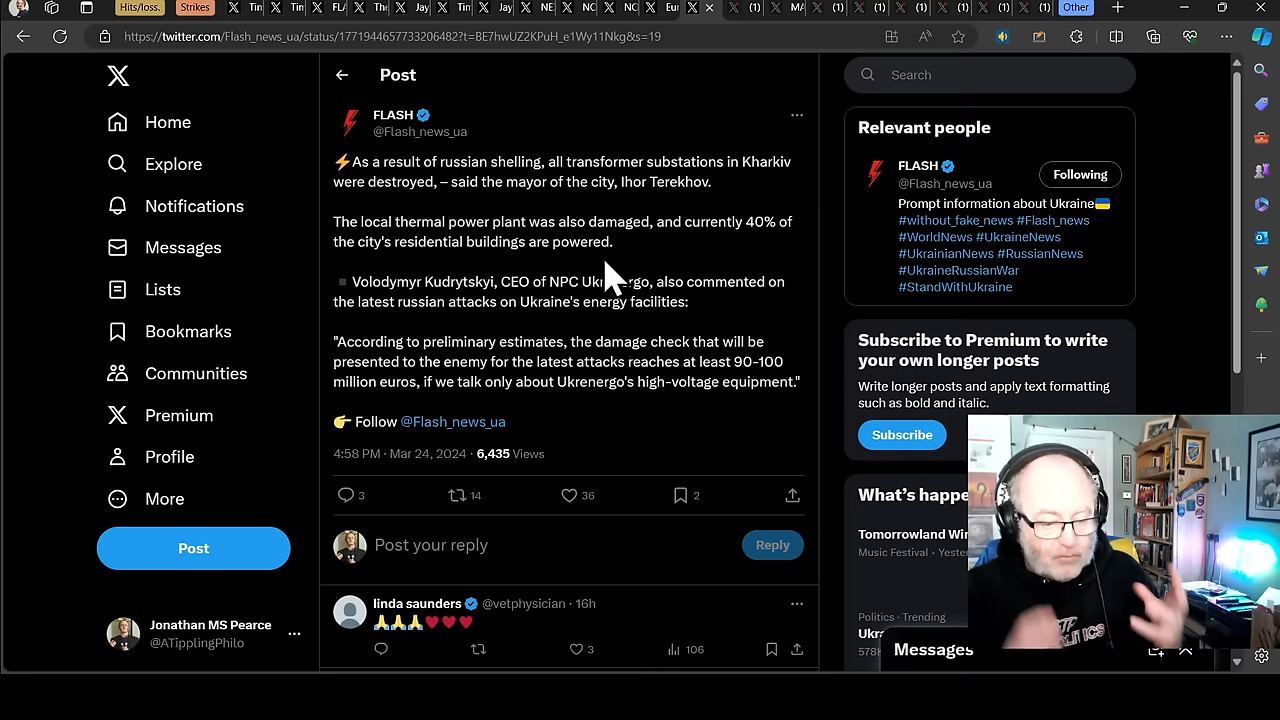 Hits/loss.
Strikes
Other
https://twitter.com/Flash_news_ua/status/1771944657733206482?t=BE7hwUZ2KPuH_e1Wy11Nkg&s=19
Home
Explore
Notifications
Messages
Lists
Bookmarks
Communities
Premium
Profile
More
Post
Jonathan MS Pearce
@ATipplingPhilo
Post
FLASH
@Flash_news_ua
⚡As a result of russian shelling, all transformer substations in Kharkiv
were destroyed, – said the mayor of the city, Ihor Terekhov.
The local thermal power plant was also damaged, and currently 40% of
the city's residential buildings are powered.
▪️Volodymyr Kudrytskyi, CEO of NPC also commented on
the latest russian attacks on Ukraine's energy facilities:
"According to preliminary estimates, the damage check that will be
presented to the enemy for the latest attacks reaches at least 90-100
million euros, if we talk only about Ukrenergo's high-voltage equipment."
👉 Follow @Flash_news_ua
4:58 PM · Mar 24, 2024 · 6,435 Views
3 14 36 2
Post your reply
Reply
linda saunders @vetphysician · 16h
🙏🙏🙏♥️♥️♥️
3 106
Search
Relevant people
FLASH
@Flash_news_ua
Following
Prompt information about Ukraine🇺🇦
#without_fake_news #Flash_news
#WorldNews #UkraineNews
#UkrainianNews #RussianNews
#UkraineRussianWar
#StandWithUkraine
Subscribe to Premium to write
your own longer posts
Write longer posts and apply text formatting
such as bold and italic.
Subscribe
What's happe
Tomorrowland Wi
Music Festival · Yeste
Politics · Trending
Ukra
578K
Messages